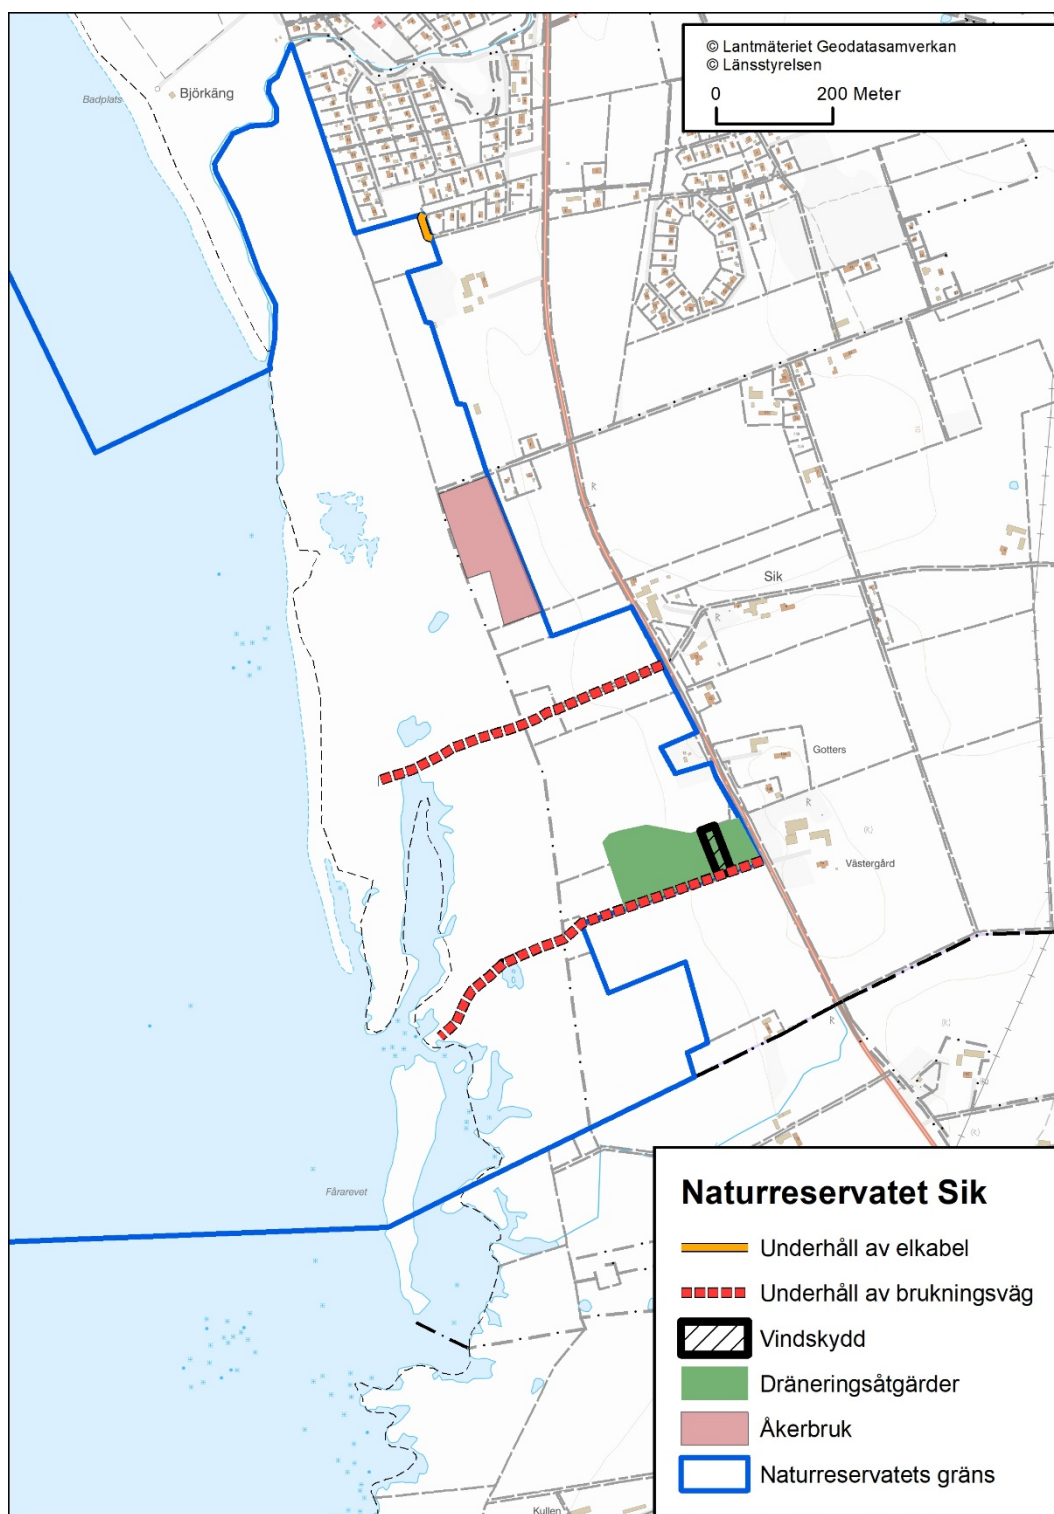 © Lantmäteriet Geodatasamverkan
© Länsstyrelsen
0 200 Meter
Björkäng
Badplats
R
Sik
R
Gotters
R
(R)
Västergård
R
(R)
(R)
Fårarevet
Kullen
Naturreservatet Sik
Underhåll av elkabel
Underhåll av brukningsväg
Vindskydd
Dräneringsåtgärder
Åkerbruk
Naturreservatets gräns